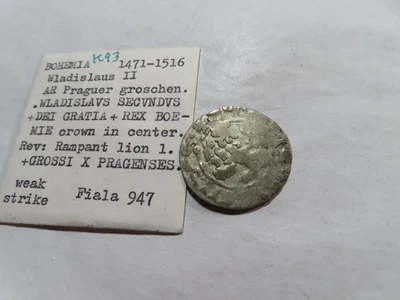 K93
BOHEMIA 1471-1516
Wladislaus II
AR Praguer groschen.
.WLADISLAVS SECVNDVS
+DEI GRATIA+REX BOE-
MIE crown in center.
Rev: Rampant lion l.
+GROSSI X PRAGENSES.
weak
strike Fiala 947